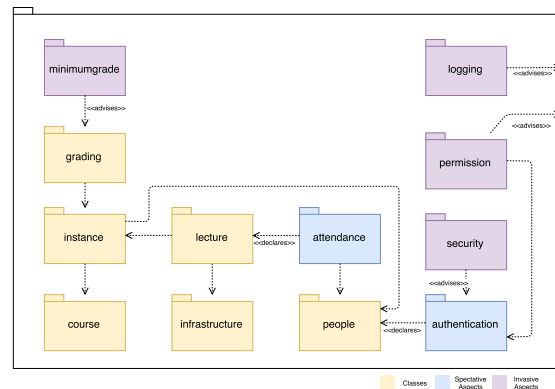 minimumgrade
logging
<<advises>>
<<advises>>
<<advises>>
grading
permission
instance
lecture
<<declares>>
attendance
security
<<advises>>
course
infrastructure
people
<<declares>>
authentication
Classes
Spectative
Aspects
Invasive
Aspects